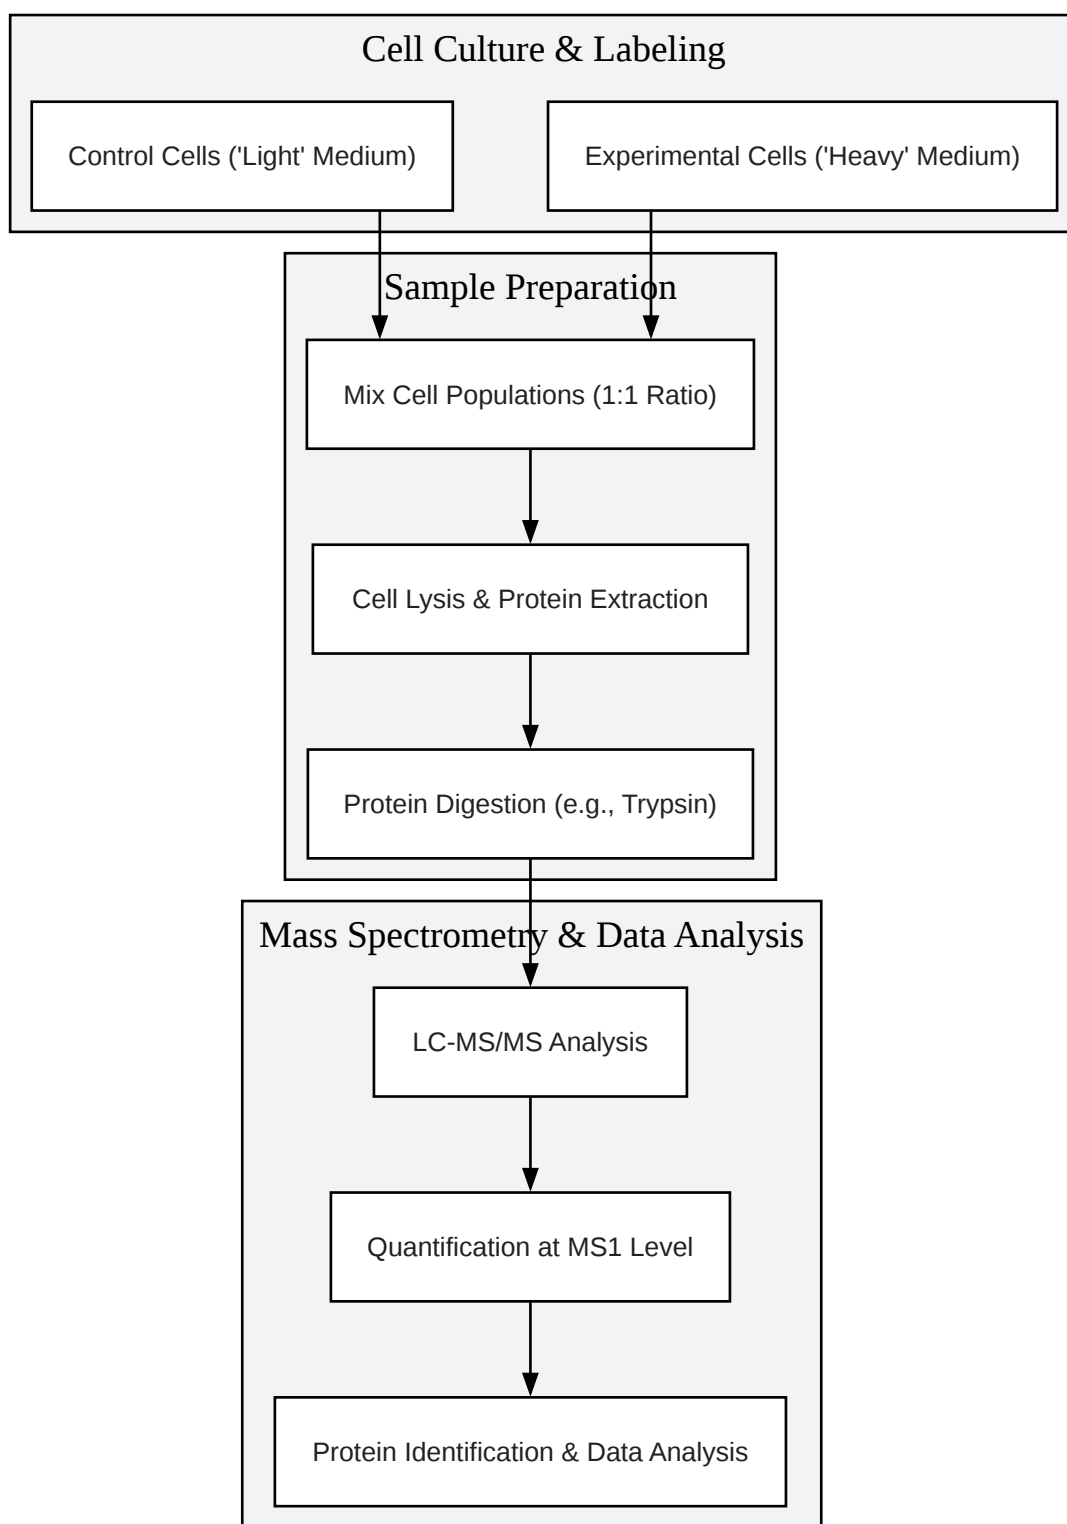 Cell Culture & Labeling
Control Cells ('Light' Medium)
Experimental Cells ('Heavy' Medium)
Sample Preparation
Mix Cell Populations (1:1 Ratio)
Cell Lysis & Protein Extraction
Protein Digestion (e.g., Trypsin)
Mass Spectrometry & Data Analysis
LC-MS/MS Analysis
Quantification at MS1 Level
Protein Identification & Data Analysis